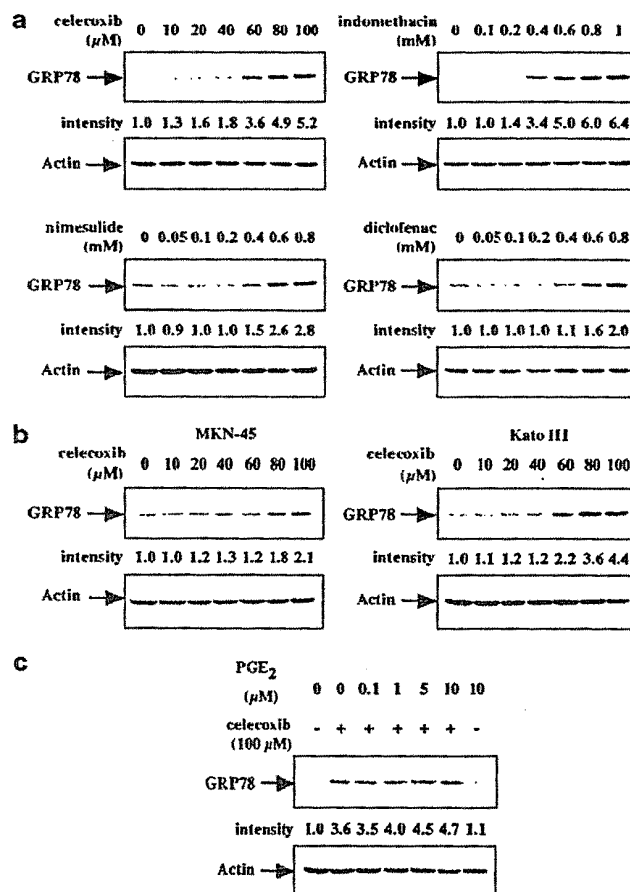 a
celecoxib (µM) 0 10 20 40 60 80 100
GRP78
intensity 1.0 1.3 1.6 1.8 3.6 4.9 5.2
Actin
indomethacin (mM) 0 0.1 0.2 0.4 0.6 0.8 1
GRP78
intensity 1.0 1.0 1.4 3.4 5.0 6.0 6.4
Actin
nimesulide (mM) 0 0.05 0.1 0.2 0.4 0.6 0.8
GRP78
intensity 1.0 0.9 1.0 1.0 1.5 2.6 2.8
Actin
diclofenac (mM) 0 0.05 0.1 0.2 0.4 0.6 0.8
GRP78
intensity 1.0 1.0 1.0 1.0 1.1 1.6 2.0
Actin
b
MKN-45
celecoxib (µM) 0 10 20 40 60 80 100
GRP78
intensity 1.0 1.0 1.2 1.3 1.2 1.8 2.1
Actin
Kato III
celecoxib (µM) 0 10 20 40 60 80 100
GRP78
intensity 1.0 1.1 1.2 1.2 2.2 3.6 4.4
Actin
c
PGE2 (µM) 0 0 0.1 1 5 10 10
celecoxib (100 µM) - + + + + + -
GRP78
intensity 1.0 3.6 3.5 4.0 4.5 4.7 1.1
Actin